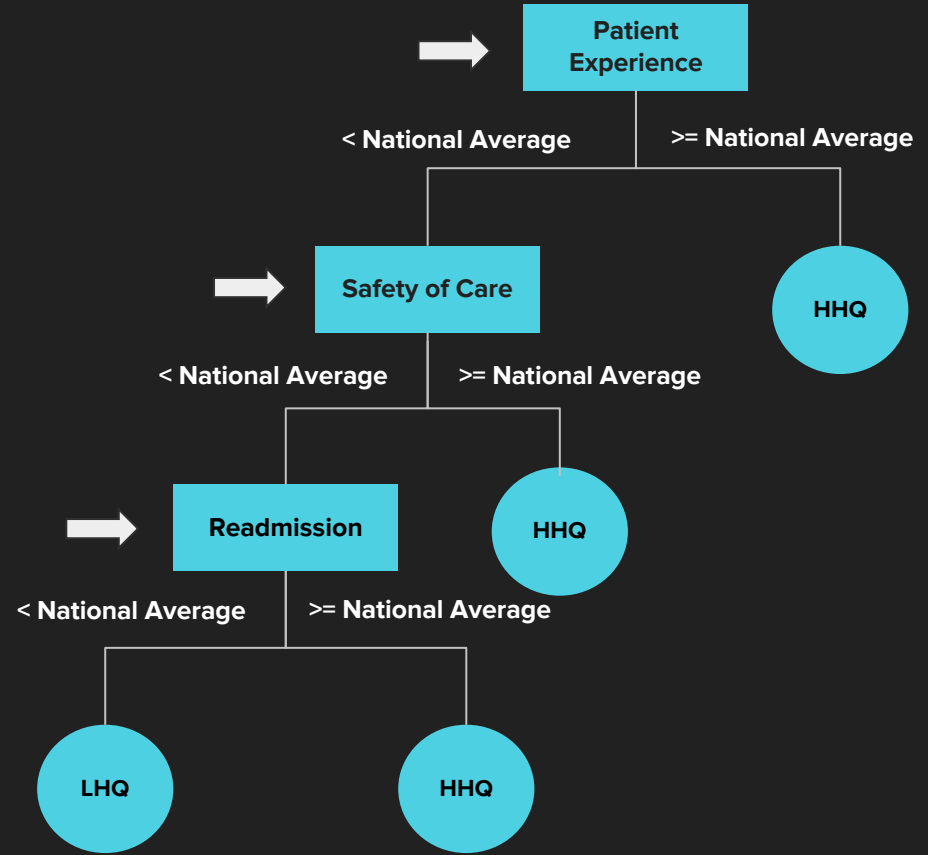 Patient
Experience
< National Average
>= National Average
Safety of Care
HHQ
< National Average
>= National Average
Readmission
HHQ
< National Average
>= National Average
LHQ
HHQ